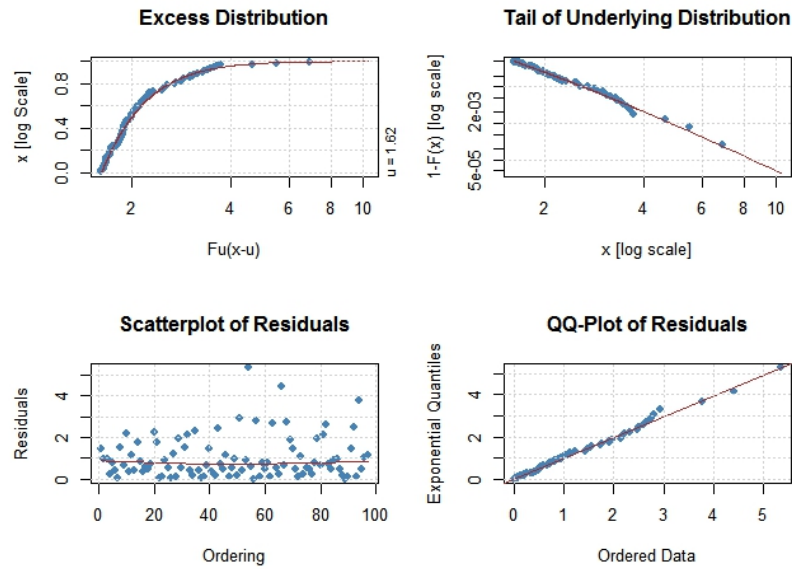 Excess Distribution
x [log Scale]
0.0 0.4 0.8
2 4 6 8 10
Fu(x-u)
u = 1.62
Tail of Underlying Distribution
1-F(x) [log scale]
5e-05 2e-03
2 4 6 8 10
x [log scale]
Scatterplot of Residuals
Residuals
0 2 4
0 20 40 60 80 100
Ordering
QQ-Plot of Residuals
Exponential Quantiles
0 2 4
0 1 2 3 4 5
Ordered Data